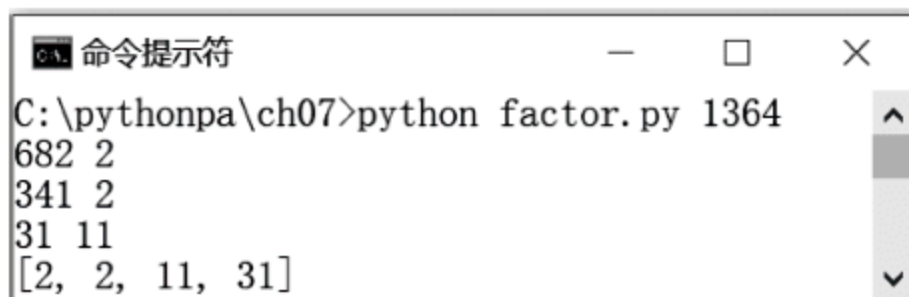 命令提示符
C:\pythonpa\ch07>python factor.py 1364
682 2
341 2
31 11
[2, 2, 11, 31]